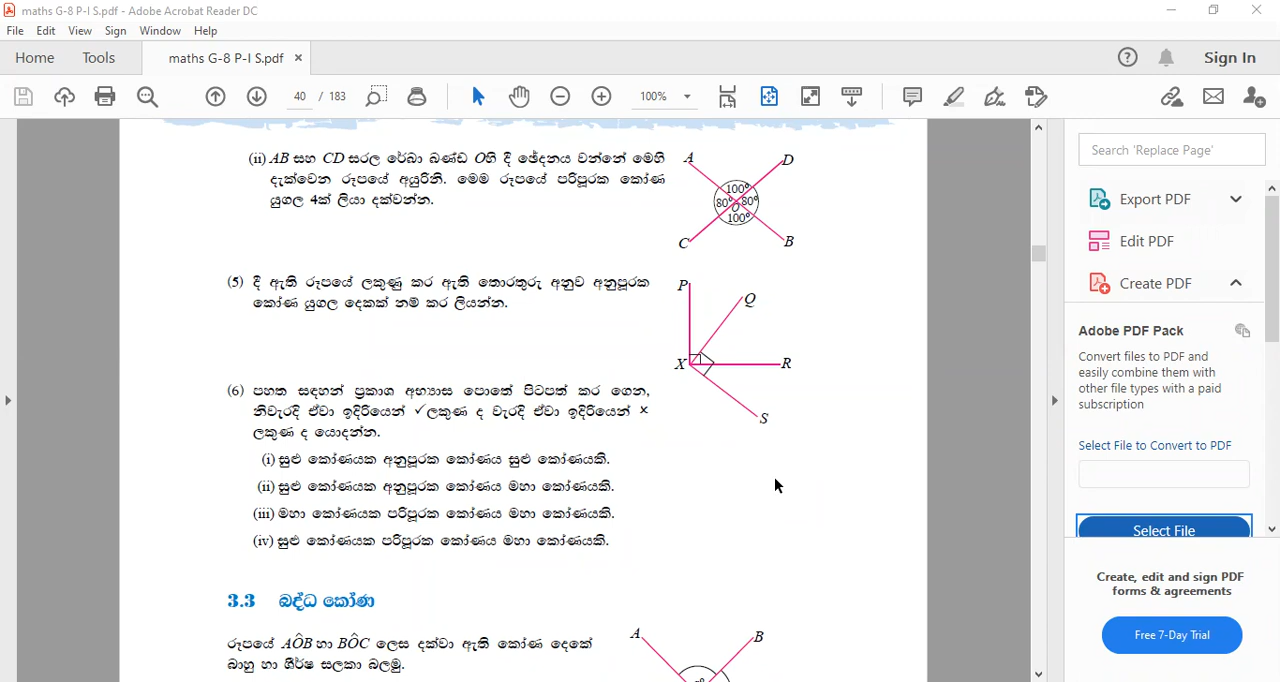 maths G-8 P-I S.pdf - Adobe Acrobat Reader DC
File Edit View Sign Window Help
Home Tools maths G-8 P-I S.pdf × Sign In
40 / 183 100%
(ii) AB සහ CD සරල රේඛා ඛණ්ඩ Oහි දී ඡේදනය වන්නේ මෙහි
දැක්වෙන රූපයේ අයුරිනි. මෙම රූපයේ පරිපූරක කෝණ
යුගල 4ක් ලියා දක්වන්න.
A D
100°
80° O 80°
100°
C B
(5) දී ඇති රූපයේ ලකුණු කර ඇති තොරතුරු අනුව අනුපූරක
කෝණ යුගල දෙකක් නම් කර ලියන්න.
P
Q
X R
S
(6) පහත සඳහන් ප්‍රකාශ අභ්‍යාස පොතේ පිටපත් කර ගෙන,
නිවැරදි ඒවා ඉදිරියෙන් ✓ලකුණ ද වැරදි ඒවා ඉදිරියෙන් ×
ලකුණ ද යොදන්න.
(i) සුළු කෝණයක අනුපූරක කෝණය සුළු කෝණයකි.
(ii) සුළු කෝණයක අනුපූරක කෝණය මහා කෝණයකි.
(iii) මහා කෝණයක පරිපූරක කෝණය මහා කෝණයකි.
(iv) සුළු කෝණයක පරිපූරක කෝණය මහා කෝණයකි.
3.3 බද්ධ කෝණ
රූපයේ AÔB හා BÔC ලෙස දක්වා ඇති කෝණ දෙකේ
බාහු හා ශීර්ෂ සලකා බලමු.
A B
Search 'Replace Page'
Export PDF
Edit PDF
Create PDF
Adobe PDF Pack
Convert files to PDF and
easily combine them with
other file types with a paid
subscription
Select File to Convert to PDF
Select File
Create, edit and sign PDF
forms & agreements
Free 7-Day Trial